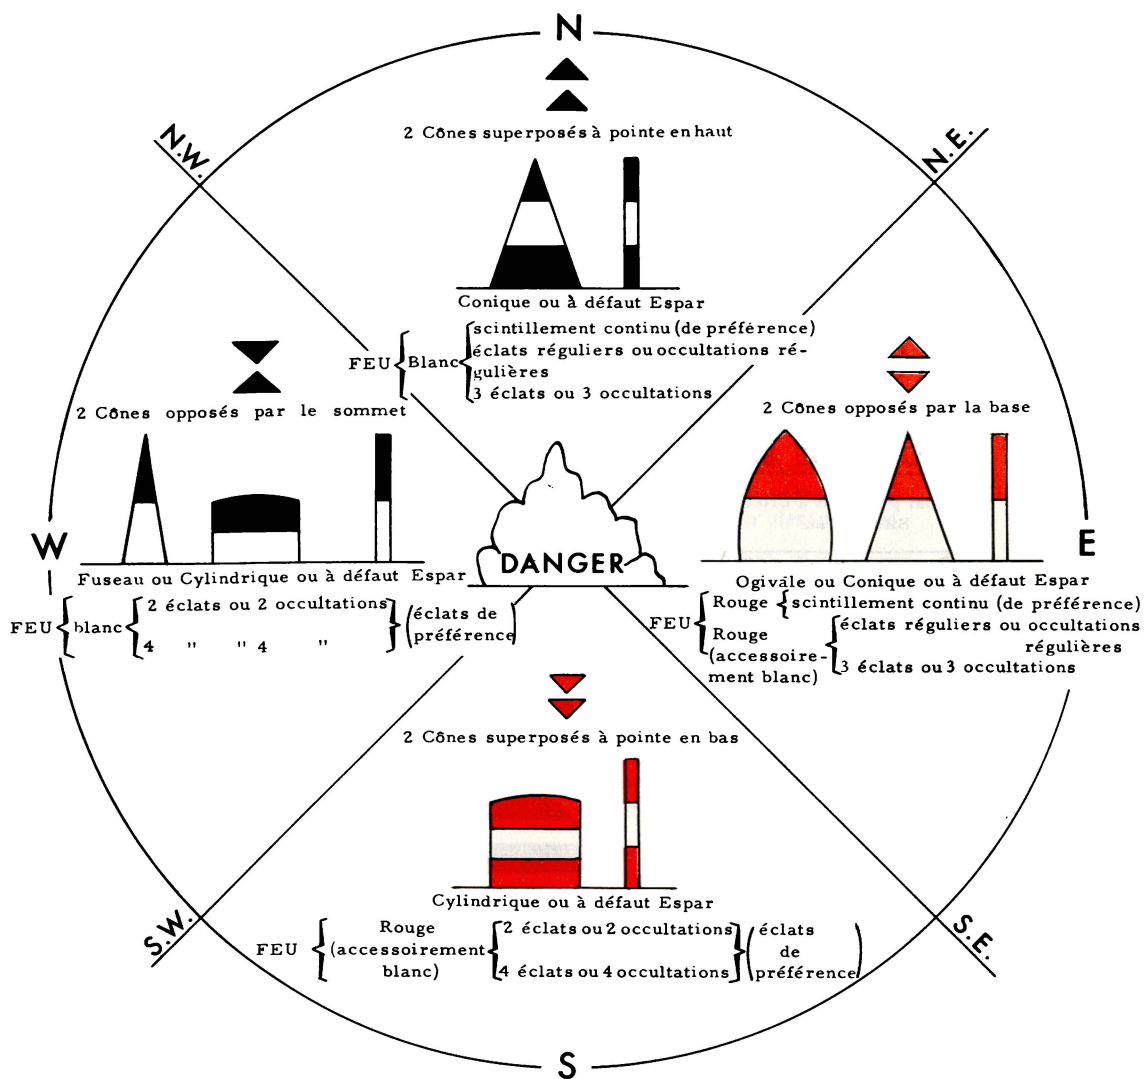 N
2 Cônes superposés à pointe en haut
N.W.
N.E.
Conique ou à défaut Espar
FEU { Blanc { scintillement continu (de préférence)
éclats réguliers ou occultations ré-
gulières
3 éclats ou 3 occultations
2 Cônes opposés par le sommet
W
Fuseau ou Cylindrique ou à défaut Espar
FEU { blanc { 2 éclats ou 2 occultations } (éclats de
4 " " 4 " préférence)
DANGER
2 Cônes opposés par la base
E
Ogivale ou Conique ou à défaut Espar
FEU { Rouge { scintillement continu (de préférence)
Rouge
(accessoire-
ment blanc) { éclats réguliers ou occultations
régulières
3 éclats ou 3 occultations
2 Cônes superposés à pointe en bas
Cylindrique ou à défaut Espar
FEU { Rouge
(accessoirement
blanc) { 2 éclats ou 2 occultations
4 éclats ou 4 occultations } (éclats
de
préférence)
S.W.
S.E.
S